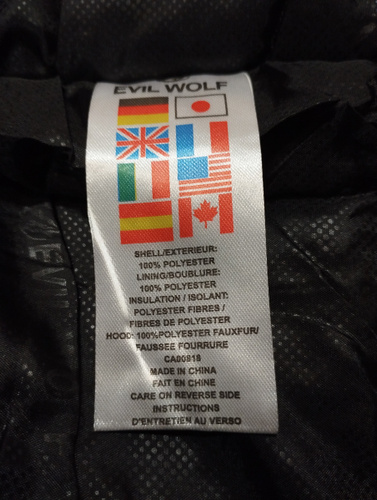 EVIL WOLF
SHELL/EXTERIEUR:
100% POLYESTER
LINING/BOUBLURE:
100% POLYESTER
INSULATION / ISOLANT:
POLYESTER FIBRES /
FIBRES DE POLYESTER
HOOD: 100%POLYESTER FAUXFUR/
FAUSSEE FOURRURE
CA00918
MADE IN CHINA
FAIT EN CHINE
CARE ON REVERSE SIDE
INSTRUCTIONS
D'ENTRETIEN AU VERSO